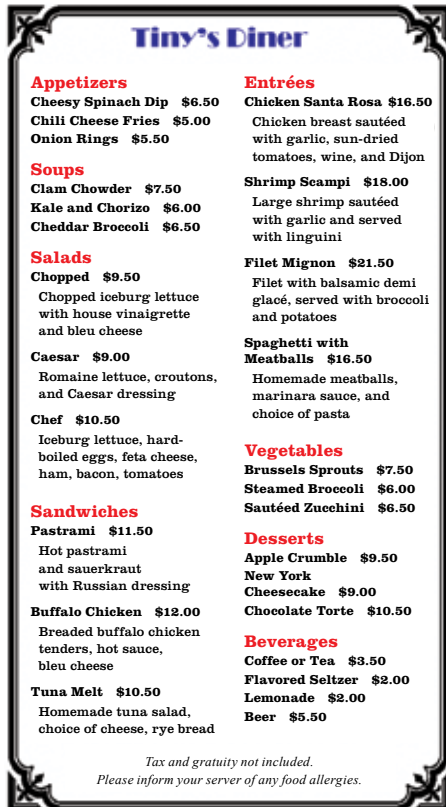 Tiny's Diner
Appetizers
Cheesy Spinach Dip $6.50
Chili Cheese Fries $5.00
Onion Rings $5.50
Soups
Clam Chowder $7.50
Kale and Chorizo $6.00
Cheddar Broccoli $6.50
Salads
Chopped $9.50
Chopped iceburg lettuce
with house vinaigrette
and bleu cheese
Caesar $9.00
Romaine lettuce, croutons,
and Caesar dressing
Chef $10.50
Iceburg lettuce, hard-
boiled eggs, feta cheese,
ham, bacon, tomatoes
Sandwiches
Pastrami $11.50
Hot pastrami
and sauerkraut
with Russian dressing
Buffalo Chicken $12.00
Breaded buffalo chicken
tenders, hot sauce,
bleu cheese
Tuna Melt $10.50
Homemade tuna salad,
choice of cheese, rye bread
Entrées
Chicken Santa Rosa $16.50
Chicken breast sautéed
with garlic, sun-dried
tomatoes, wine, and Dijon
Shrimp Scampi $18.00
Large shrimp sautéed
with garlic and served
with linguini
Filet Mignon $21.50
Filet with balsamic demi
glacé, served with broccoli
and potatoes
Spaghetti with
Meatballs $16.50
Homemade meatballs,
marinara sauce, and
choice of pasta
Vegetables
Brussels Sprouts $7.50
Steamed Broccoli $6.00
Sautéed Zucchini $6.50
Desserts
Apple Crumble $9.50
New York
Cheesecake $9.00
Chocolate Torte $10.50
Beverages
Coffee or Tea $3.50
Flavored Seltzer $2.00
Lemonade $2.00
Beer $5.50
Tax and gratuity not included.
Please inform your server of any food allergies.